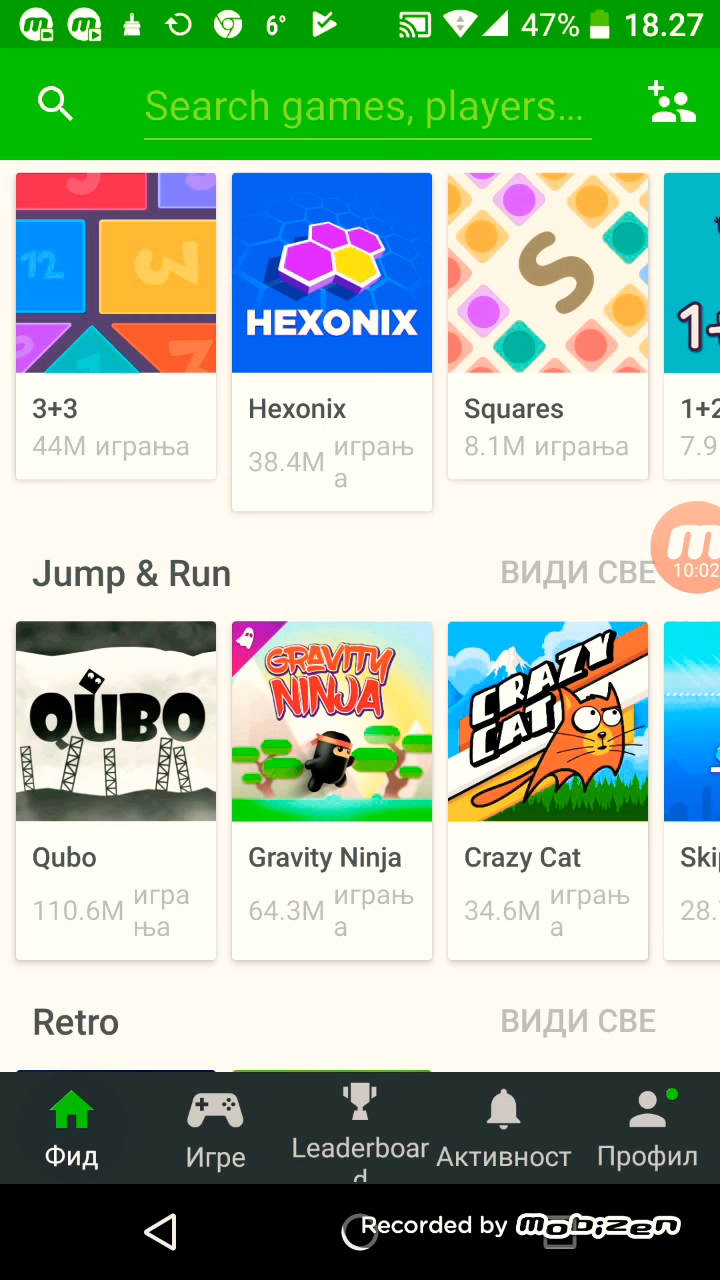 6° 47% 18.27
Search games, players...
12 3
HEXONIX
S
1+
3+3
44M играња
Hexonix
38.4M играњ
а
Squares
8.1M играња
1+2
7.9
10:02
Jump & Run ВИДИ СВЕ
QUBO
GRAVITY
NINJA
CRAZY
CAT
Qubo
110.6M игра
ња
Gravity Ninja
64.3M играњ
а
Crazy Cat
34.6M играњ
а
Ski
28.
Retro ВИДИ СВЕ
Фид
Игре
Leaderboar
d
Активност
Профил
Recorded by mobizen